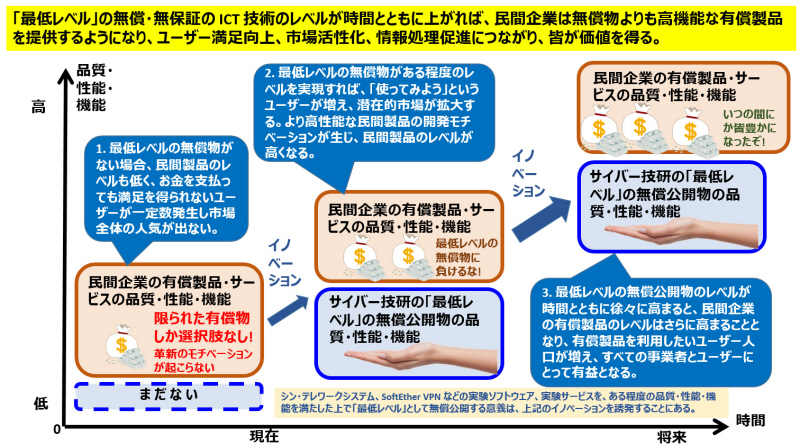 「最低レベル」の無償・無保証の ICT 技術のレベルが時間とともに上がれば、民間企業は無償物よりも高機能な有償製品
を提供するようになり、ユーザー満足向上、市場活性化、情報処理促進につながり、皆が価値を得る。
品質・
性能・
機能
高
1. 最低レベルの無償物が
ない場合、民間製品のレ
ベルも低く、お金を支払っ
ても満足を得られないユー
ザーが一定数発生し市場
全体の人気が出ない。
2. 最低レベルの無償物がある程度のレ
ベルを実現すれば、「使ってみよう」という
ユーザーが増え、潜在的市場が拡大す
る。より高性能な民間製品の開発モチ
ベーションが生じ、民間製品のレベルが
高くなる。
民間企業の有償製品・サー
ビスの品質・性能・機能
いつの間に
か皆豊かに
なったぞ!
サイバー技研の「最低レ
ベル」の無償公開物の品
質・性能・機能
イノ
ベー
ション
民間企業の有償製品・サー
ビスの品質・性能・機能
最低レベルの
無償物に
負けるな!
サイバー技研の「最低レ
ベル」の無償公開物の品
質・性能・機能
イノ
ベー
ション
民間企業の有償製品・サー
ビスの品質・性能・機能
限られた有償物
しか選択肢なし!
革新のモチベーション
が起こらない
まだない
3. 最低レベルの無償公開物のレベルが
時間とともに徐々に高まると、民間企業
の有償製品のレベルはさらに高まることと
なり、有償製品を利用したいユーザー人
口が増え、すべての事業者とユーザーに
とって有益となる。
シン・テレワークシステム、SoftEther VPN などの実験ソフトウェア、実験サービスを、ある程度の品質・性能・機
能を満たした上で「最低レベル」として無償公開する意義は、上記のイノベーションを誘発することにある。
低
0
現在
将来
時間